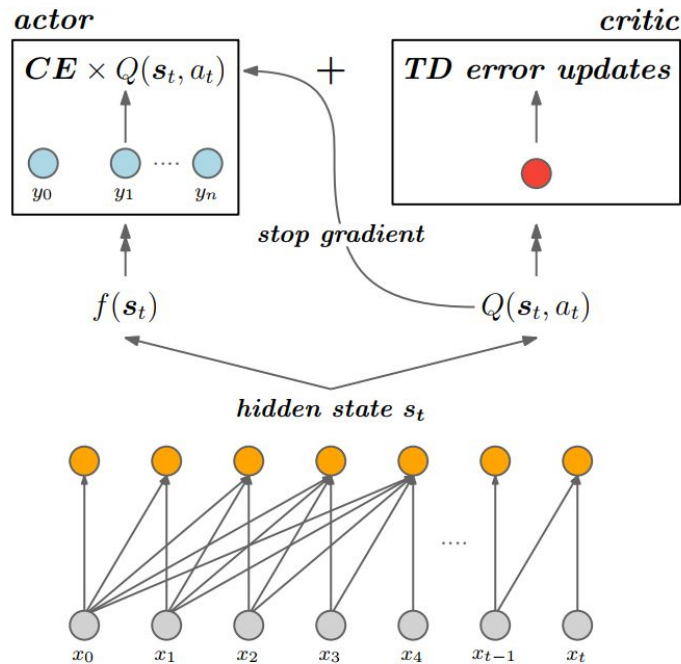 actor
critic
CE × Q(s_t, a_t)
+
TD error updates
....
y_0 y_1 y_n
stop gradient
f(s_t)
Q(s_t, a_t)
hidden state s_t
....
x_0 x_1 x_2 x_3 x_4 x_{t−1} x_t